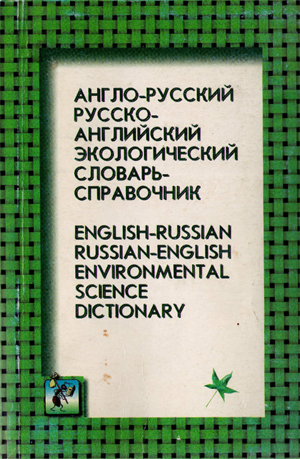 АНГЛО-РУССКИЙ
РУССКО-
АНГЛИЙСКИЙ
ЭКОЛОГИЧЕСКИЙ
СЛОВАРЬ-
СПРАВОЧНИК
ENGLISH-RUSSIAN
RUSSIAN-ENGLISH
ENVIRONMENTAL
SCIENCE
DICTIONARY